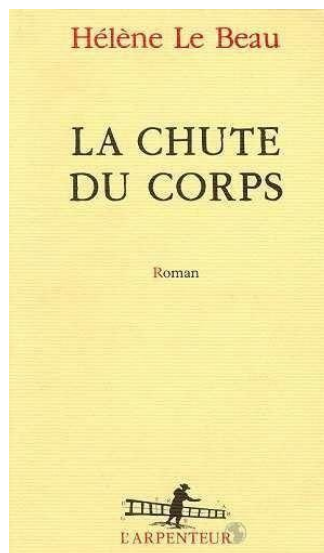 Hélène Le Beau
LA CHUTE
DU CORPS
Roman
L'ARPENTEUR